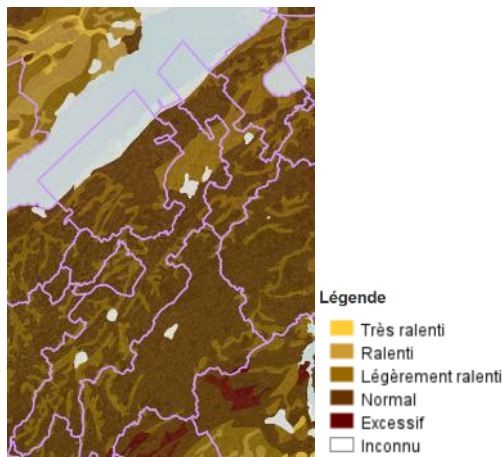 Légende
Très ralenti
Ralenti
Légèrement ralenti
Normal
Excessif
Inconnu